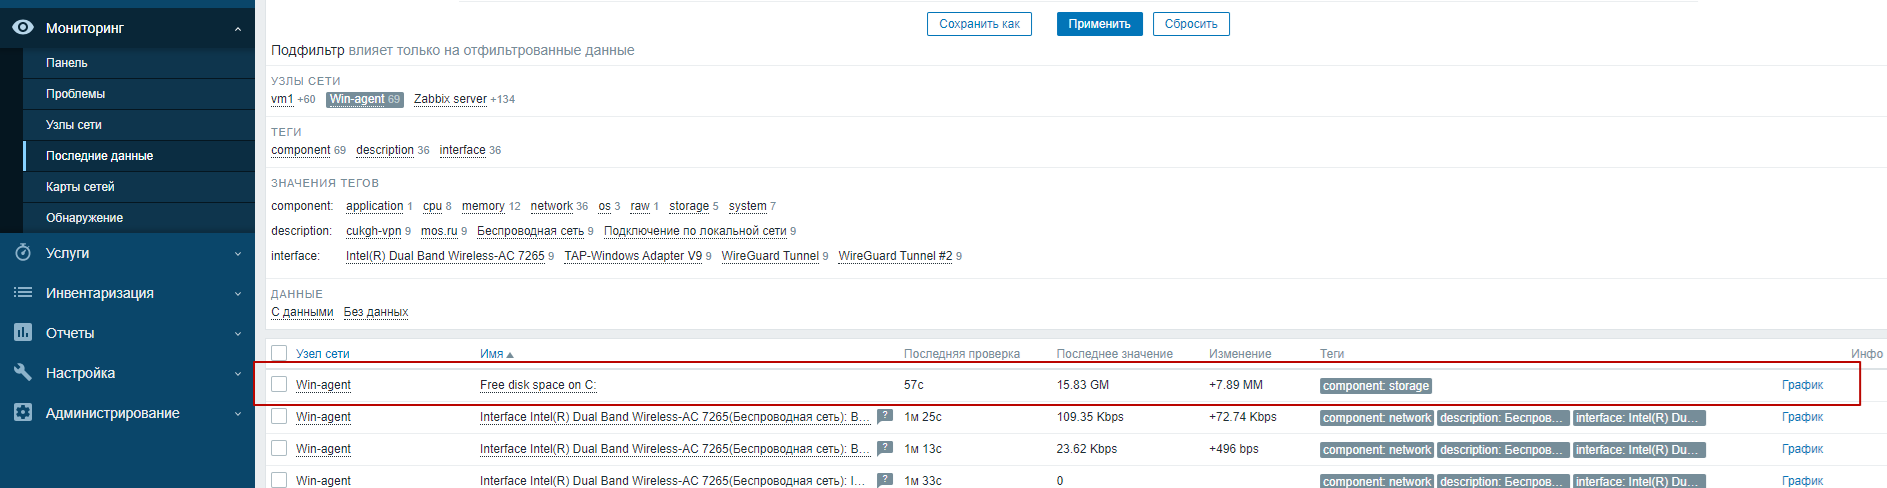 Мониторинг
Панель
Проблемы
Узлы сети
Последние данные
Карты сетей
Обнаружение
Услуги
Инвентаризация
Отчеты
Настройка
Администрирование
Сохранить как Применить Сбросить
Подфильтр влияет только на отфильтрованные данные
УЗЛЫ СЕТИ
vm1 +60 Win-agent 69 Zabbix server +134
ТЕГИ
component 69 description 36 interface 36
ЗНАЧЕНИЯ ТЕГОВ
component: application 1 cpu 8 memory 12 network 36 os 3 raw 1 storage 5 system 7
description: cukgh-vpn 9 mos.ru 9 Беспроводная сеть 9 Подключение по локальной сети 9
interface: Intel(R) Dual Band Wireless-AC 7265 9 TAP-Windows Adapter V9 9 WireGuard Tunnel 9 WireGuard Tunnel #2 9
ДАННЫЕ
С данными Без данных
Узел сети Имя Последняя проверка Последнее значение Изменение Теги Инфо
Win-agent Free disk space on C: 57с 15.83 GM +7.89 MM component: storage График
Win-agent Interface Intel(R) Dual Band Wireless-AC 7265(Беспроводная сеть): B... ? 1м 25с 109.35 Kbps +72.74 Kbps component: network description: Беспров... interface: Intel(R) Du... График
Win-agent Interface Intel(R) Dual Band Wireless-AC 7265(Беспроводная сеть): B... ? 1м 13с 23.62 Kbps +496 bps component: network description: Беспров... interface: Intel(R) Du... График
Win-agent Interface Intel(R) Dual Band Wireless-AC 7265(Беспроводная сеть): I... ? 1м 33с 0 component: network description: Беспров... interface: Intel(R) Du... График